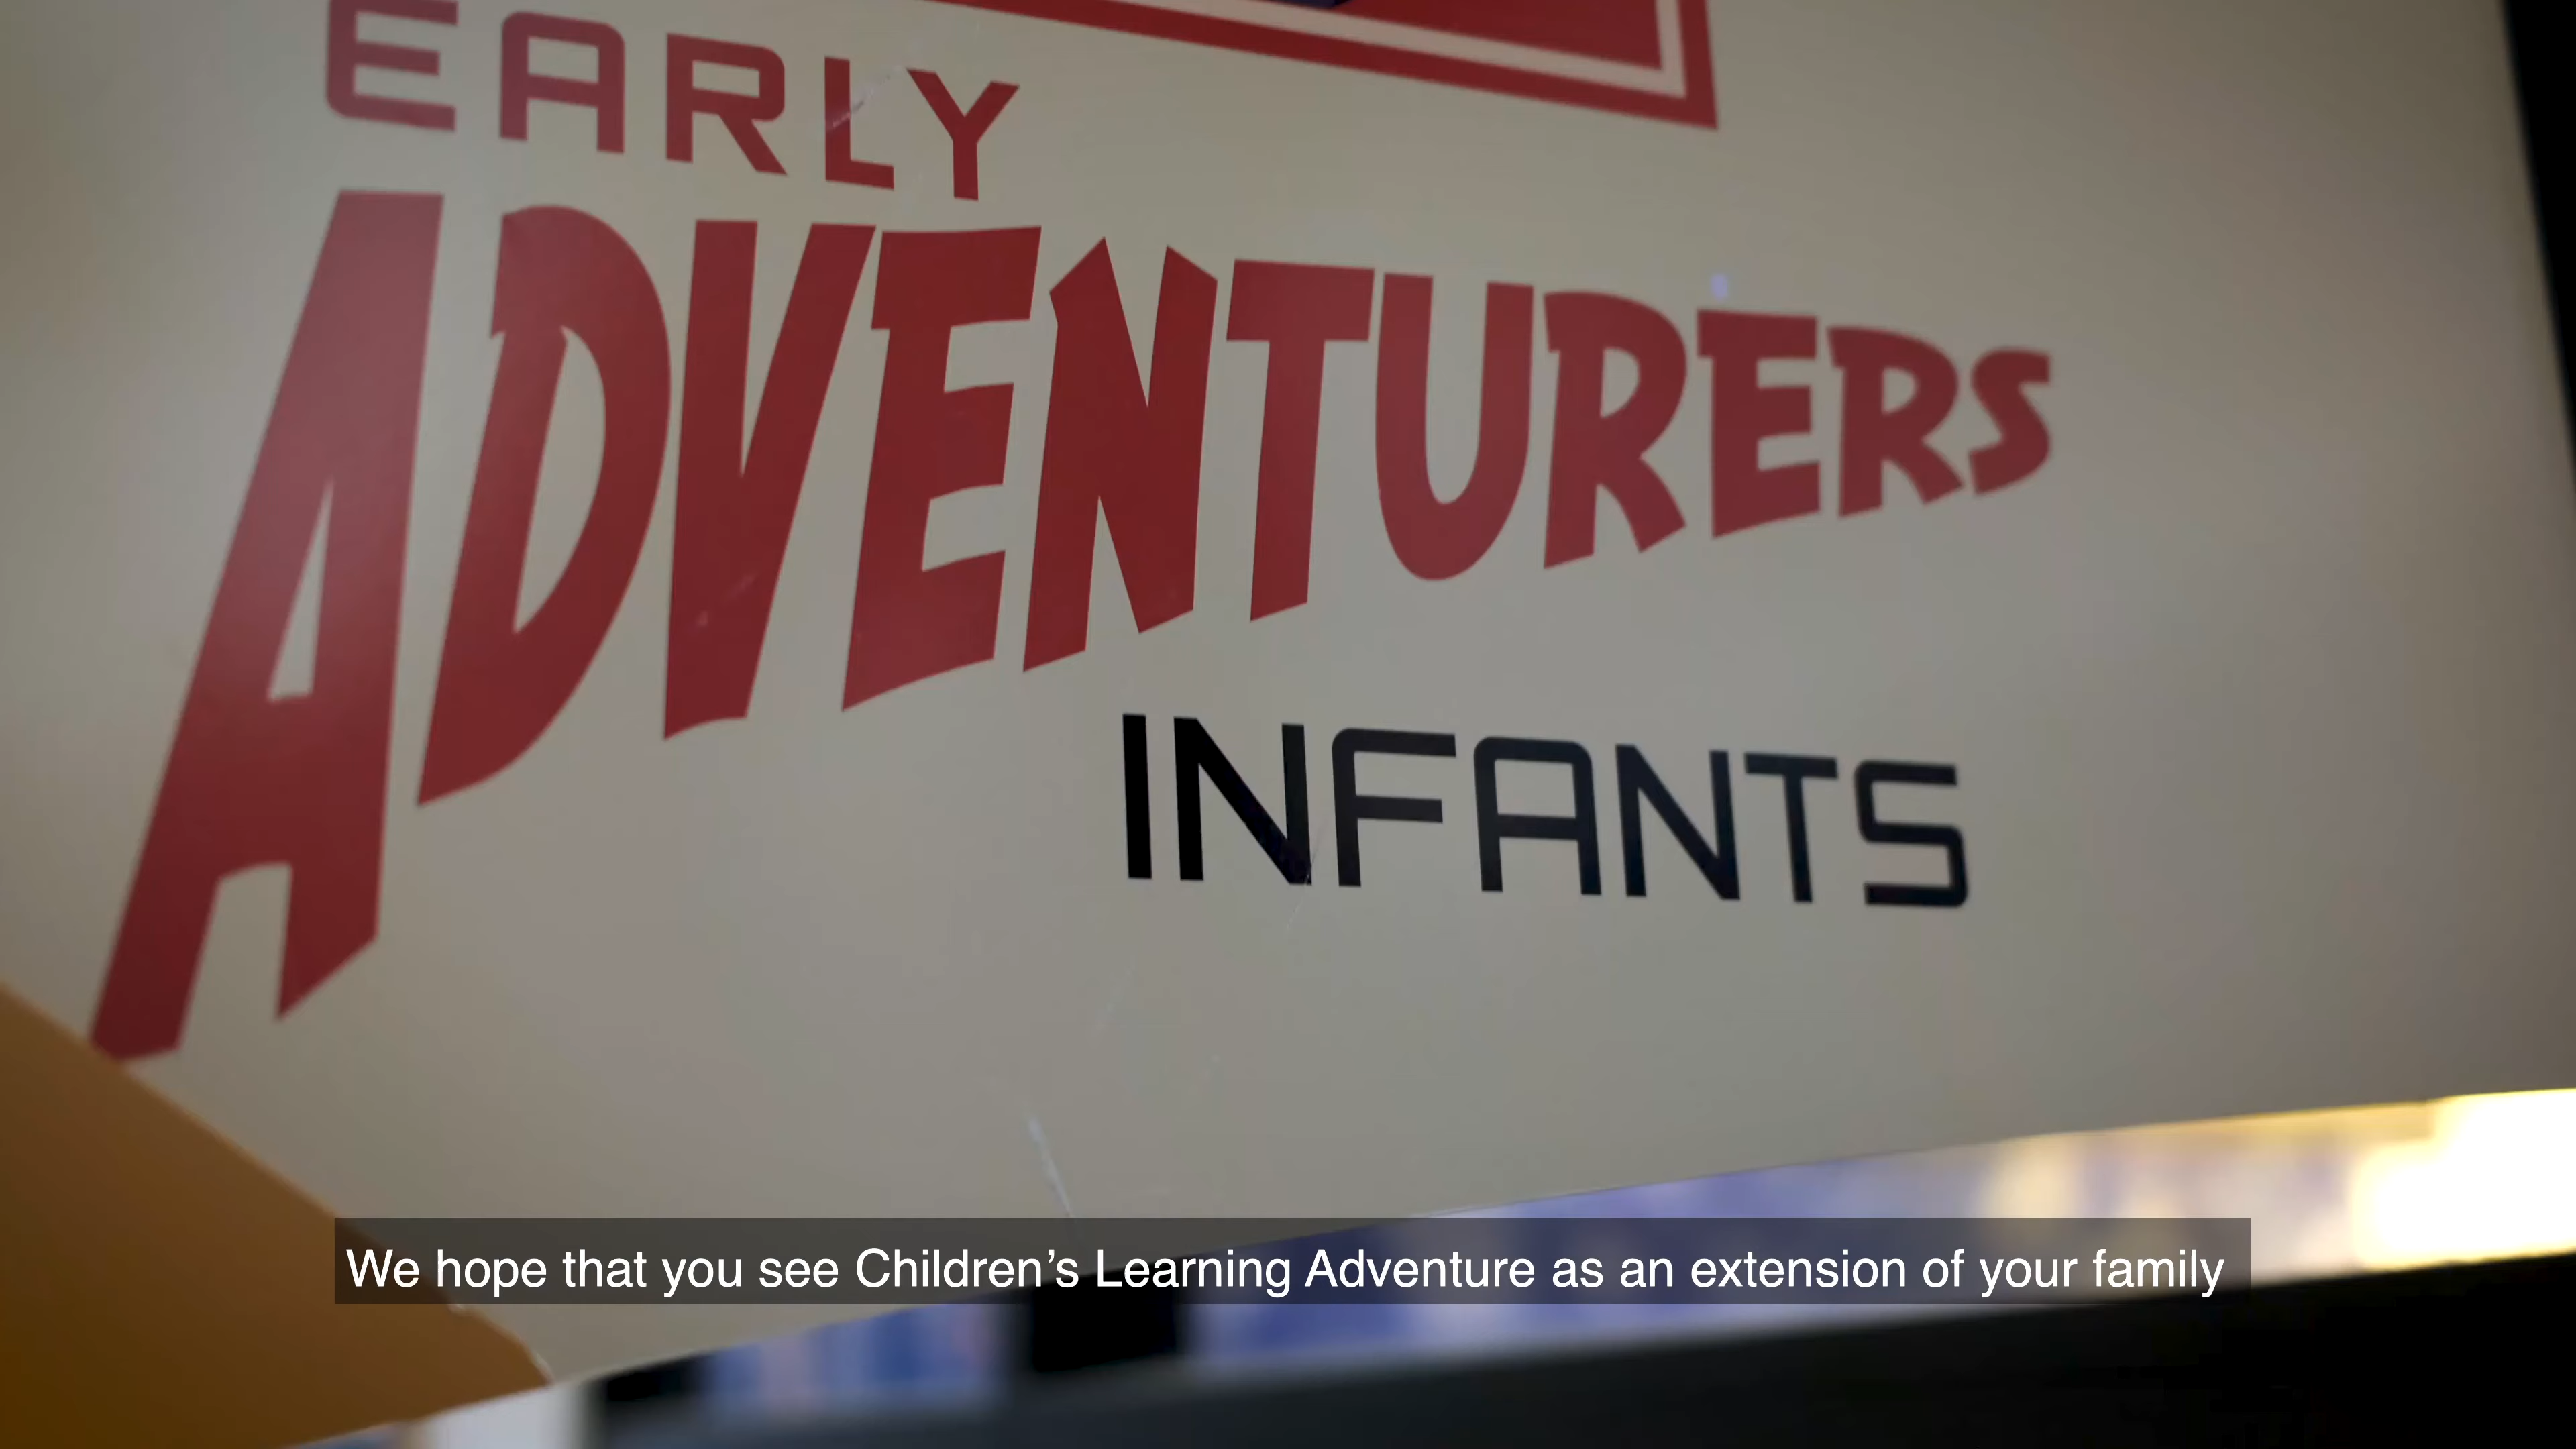 EARLY
ADVENTURERS
INFANTS
We hope that you see Children’s Learning Adventure as an extension of your family